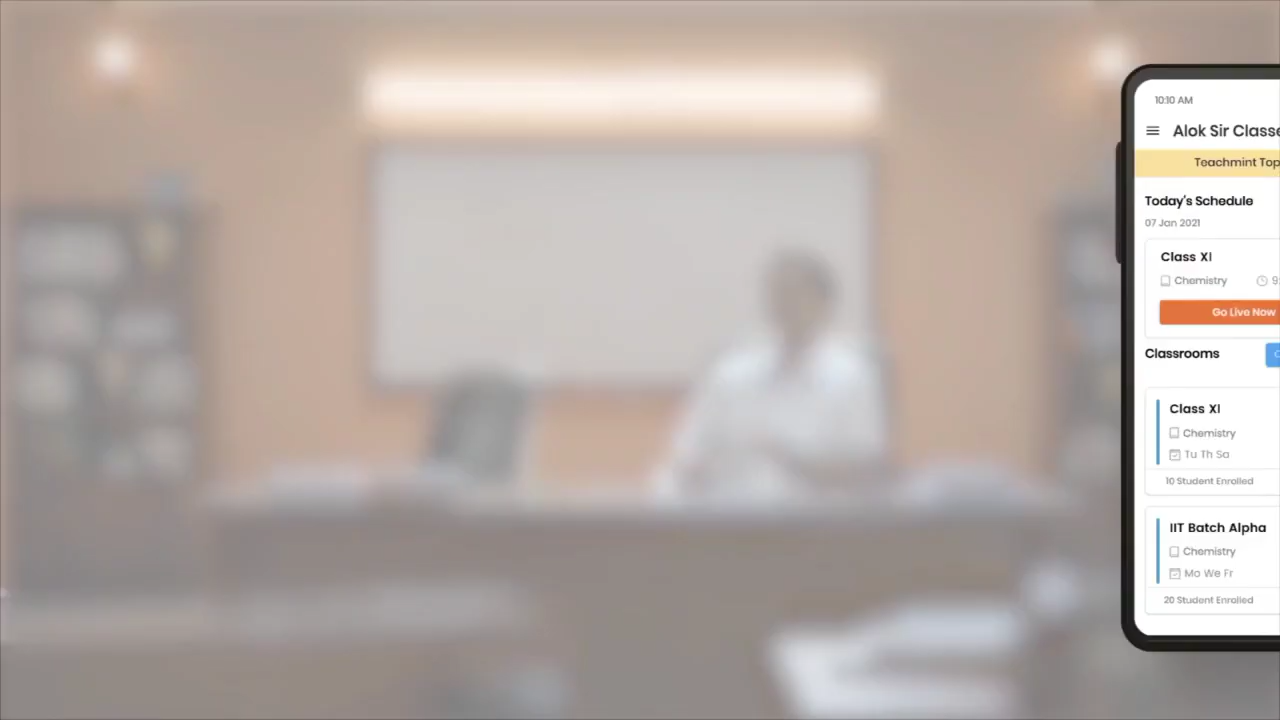 10:10 AM
Alok Sir Classe
Teachmint Top
Today's Schedule
07 Jan 2021
Class XI
Chemistry
9:
Go Live Now
Classrooms
Class XI
Chemistry
Tu Th Sa
10 Student Enrolled
IIT Batch Alpha
Chemistry
Mo We Fr
20 Student Enrolled